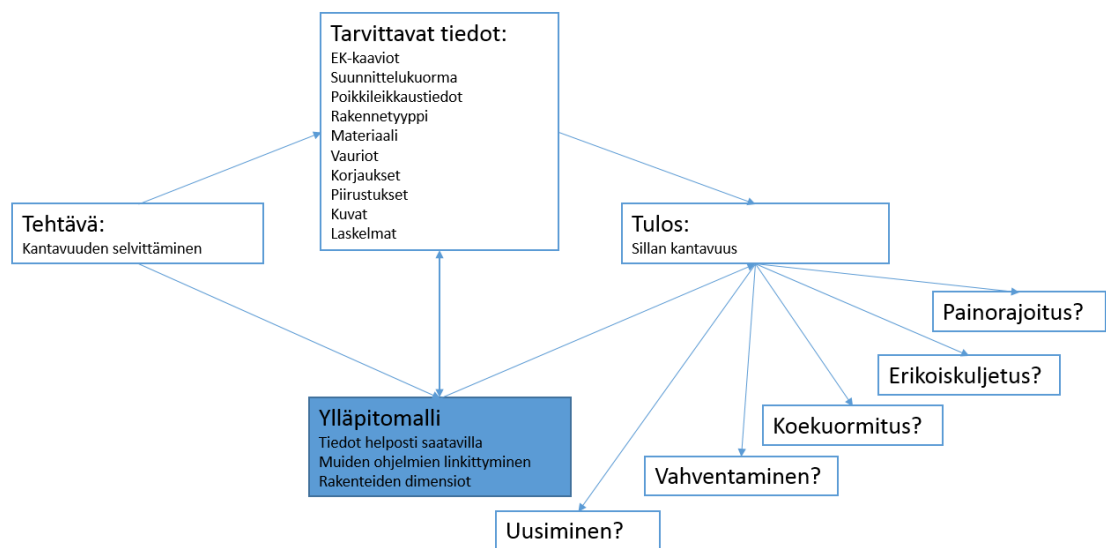 Tarvittavat tiedot:
EK-kaaviot
Suunnittelukuorma
Poikkileikkaustiedot
Rakennetyyppi
Materiaali
Vauriot
Korjaukset
Piirustukset
Kuvat
Laskelmat
Tehtävä:
Kantavuuden selvittäminen
Tulos:
Sillan kantavuus
Ylläpitomalli
Tiedot helposti saatavilla
Muiden ohjelmien linkittyminen
Rakenteiden dimensiot
Painorajoitus?
Erikoiskuljetus?
Koekuormitus?
Vahventaminen?
Uusiminen?